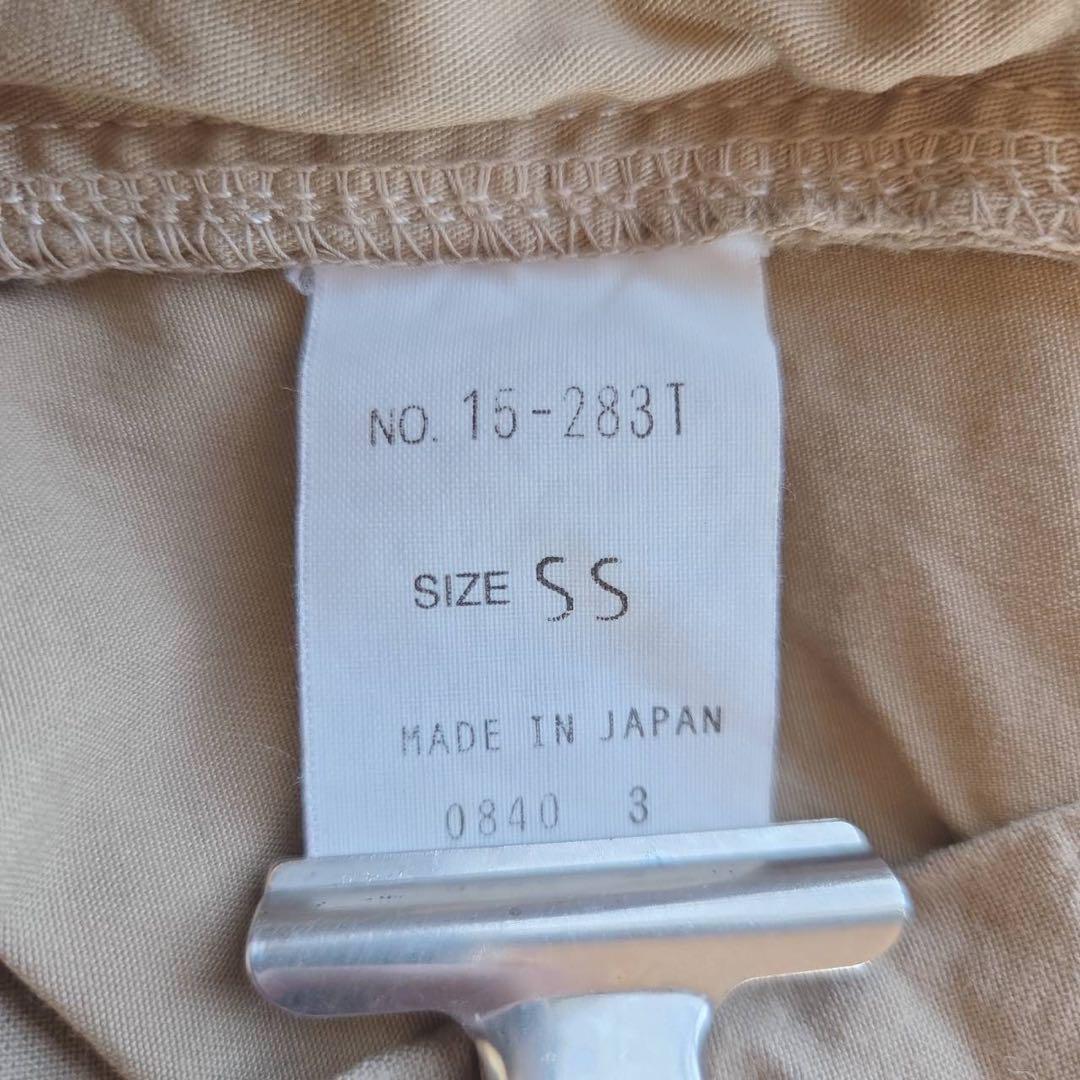 NO. 15-283T
SIZE SS
MADE IN JAPAN
0840 3